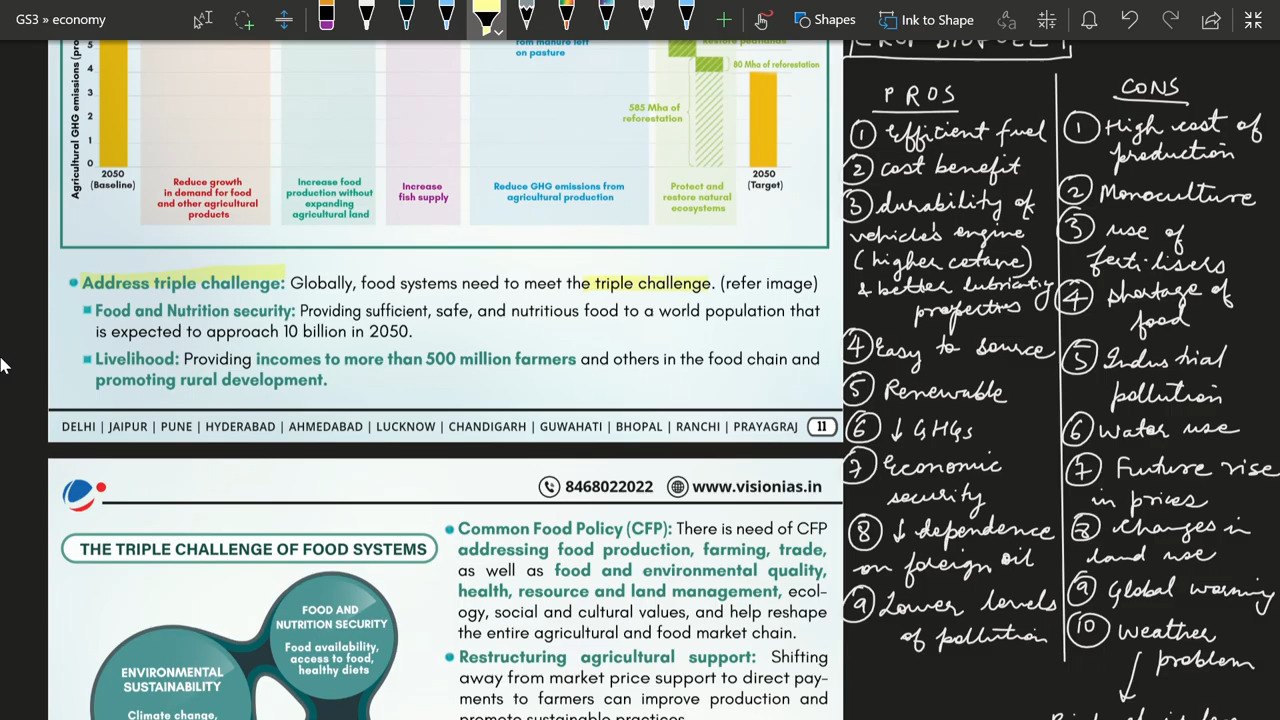 GS3 » economy
Shapes
Ink to Shape
Agricultural GHG emissions (pro
5
4
3
2
1
0
from manure left
on pasture
80 Mha of reforestation
585 Mha of
reforestation
2050
(Baseline)
Reduce growth
in demand for food
and other agricultural
products
Increase food
production without
expanding
agricultural land
Increase
fish supply
Reduce GHG emissions from
agricultural production
Protect and
restore natural
ecosystems
2050
(Target)
Address triple challenge: Globally, food systems need to meet the triple challenge. (refer image)
Food and Nutrition security: Providing sufficient, safe, and nutritious food to a world population that
is expected to approach 10 billion in 2050.
Livelihood: Providing incomes to more than 500 million farmers and others in the food chain and
promoting rural development.
DELHI | JAIPUR | PUNE | HYDERABAD | AHMEDABAD | LUCKNOW | CHANDIGARH | GUWAHATI | BHOPAL | RANCHI | PRAYAGRAJ 11
8468022022 www.visionias.in
THE TRIPLE CHALLENGE OF FOOD SYSTEMS
FOOD AND
NUTRITION SECURITY
Food availability,
access to food,
healthy diets
ENVIRONMENTAL
SUSTAINABILITY
Climate change,
Common Food Policy (CFP): There is need of CFP
addressing food production, farming, trade,
as well as food and environmental quality,
health, resource and land management, ecol-
ogy, social and cultural values, and help reshape
the entire agricultural and food market chain.
Restructuring agricultural support: Shifting
away from market price support to direct pay-
ments to farmers can improve production and
promote sustainable practices.
CROP BIOFUEL
PROS
1 Efficient fuel
2 cost benefit
3 durability of
vehicle's engine
(higher cetane)
& better lubricity
properties
4 Easy to source
5 Renewable
6 ↓ GHGs
7 Economic
security
8 ↓ dependence
on foreign oil
9 Lower levels
of pollution
CONS
1 High cost of
production
2 Monoculture
3 use of
fertilisers
4 shortage of
food
5 Industrial
pollution
6 water use
7 Future rise
in prices
8 changes in
land use
9 Global warming
10 weather
problem